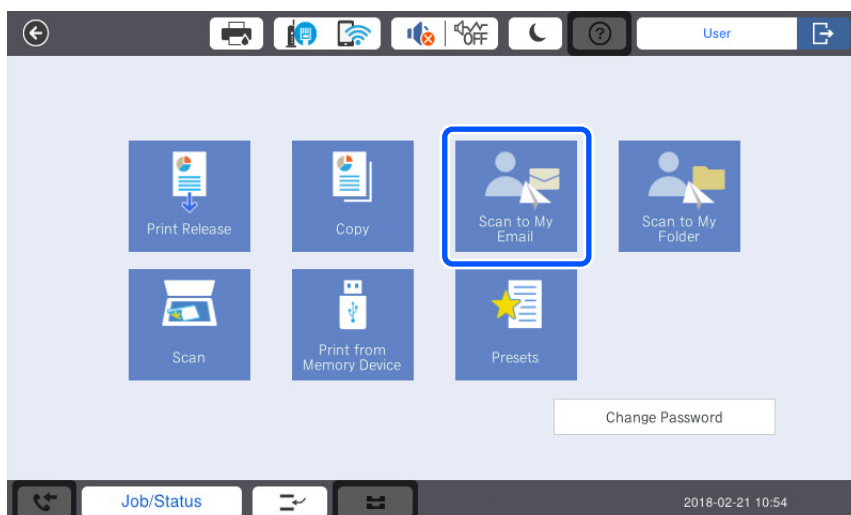 OFF
User
Print Release
Copy
Scan to My
Email
Scan to My
Folder
Scan
Print from
Memory Device
Presets
Change Password
Job/Status
2018-02-21 10:54